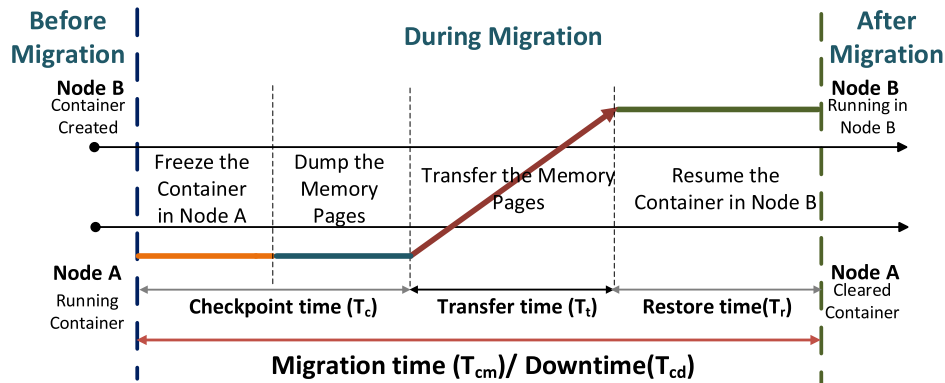 Before
Migration
During Migration
After
Migration
Node B
Container
Created
Node B
Running in
Node B
Freeze the
Container
in Node A
Dump the
Memory
Pages
Transfer the Memory
Pages
Resume the
Container in Node B
Node A
Running
Container
Node A
Cleared
Container
Checkpoint time (Tc)
Transfer time (Tt)
Restore time(Tr)
Migration time (Tcm)/ Downtime(Tcd)